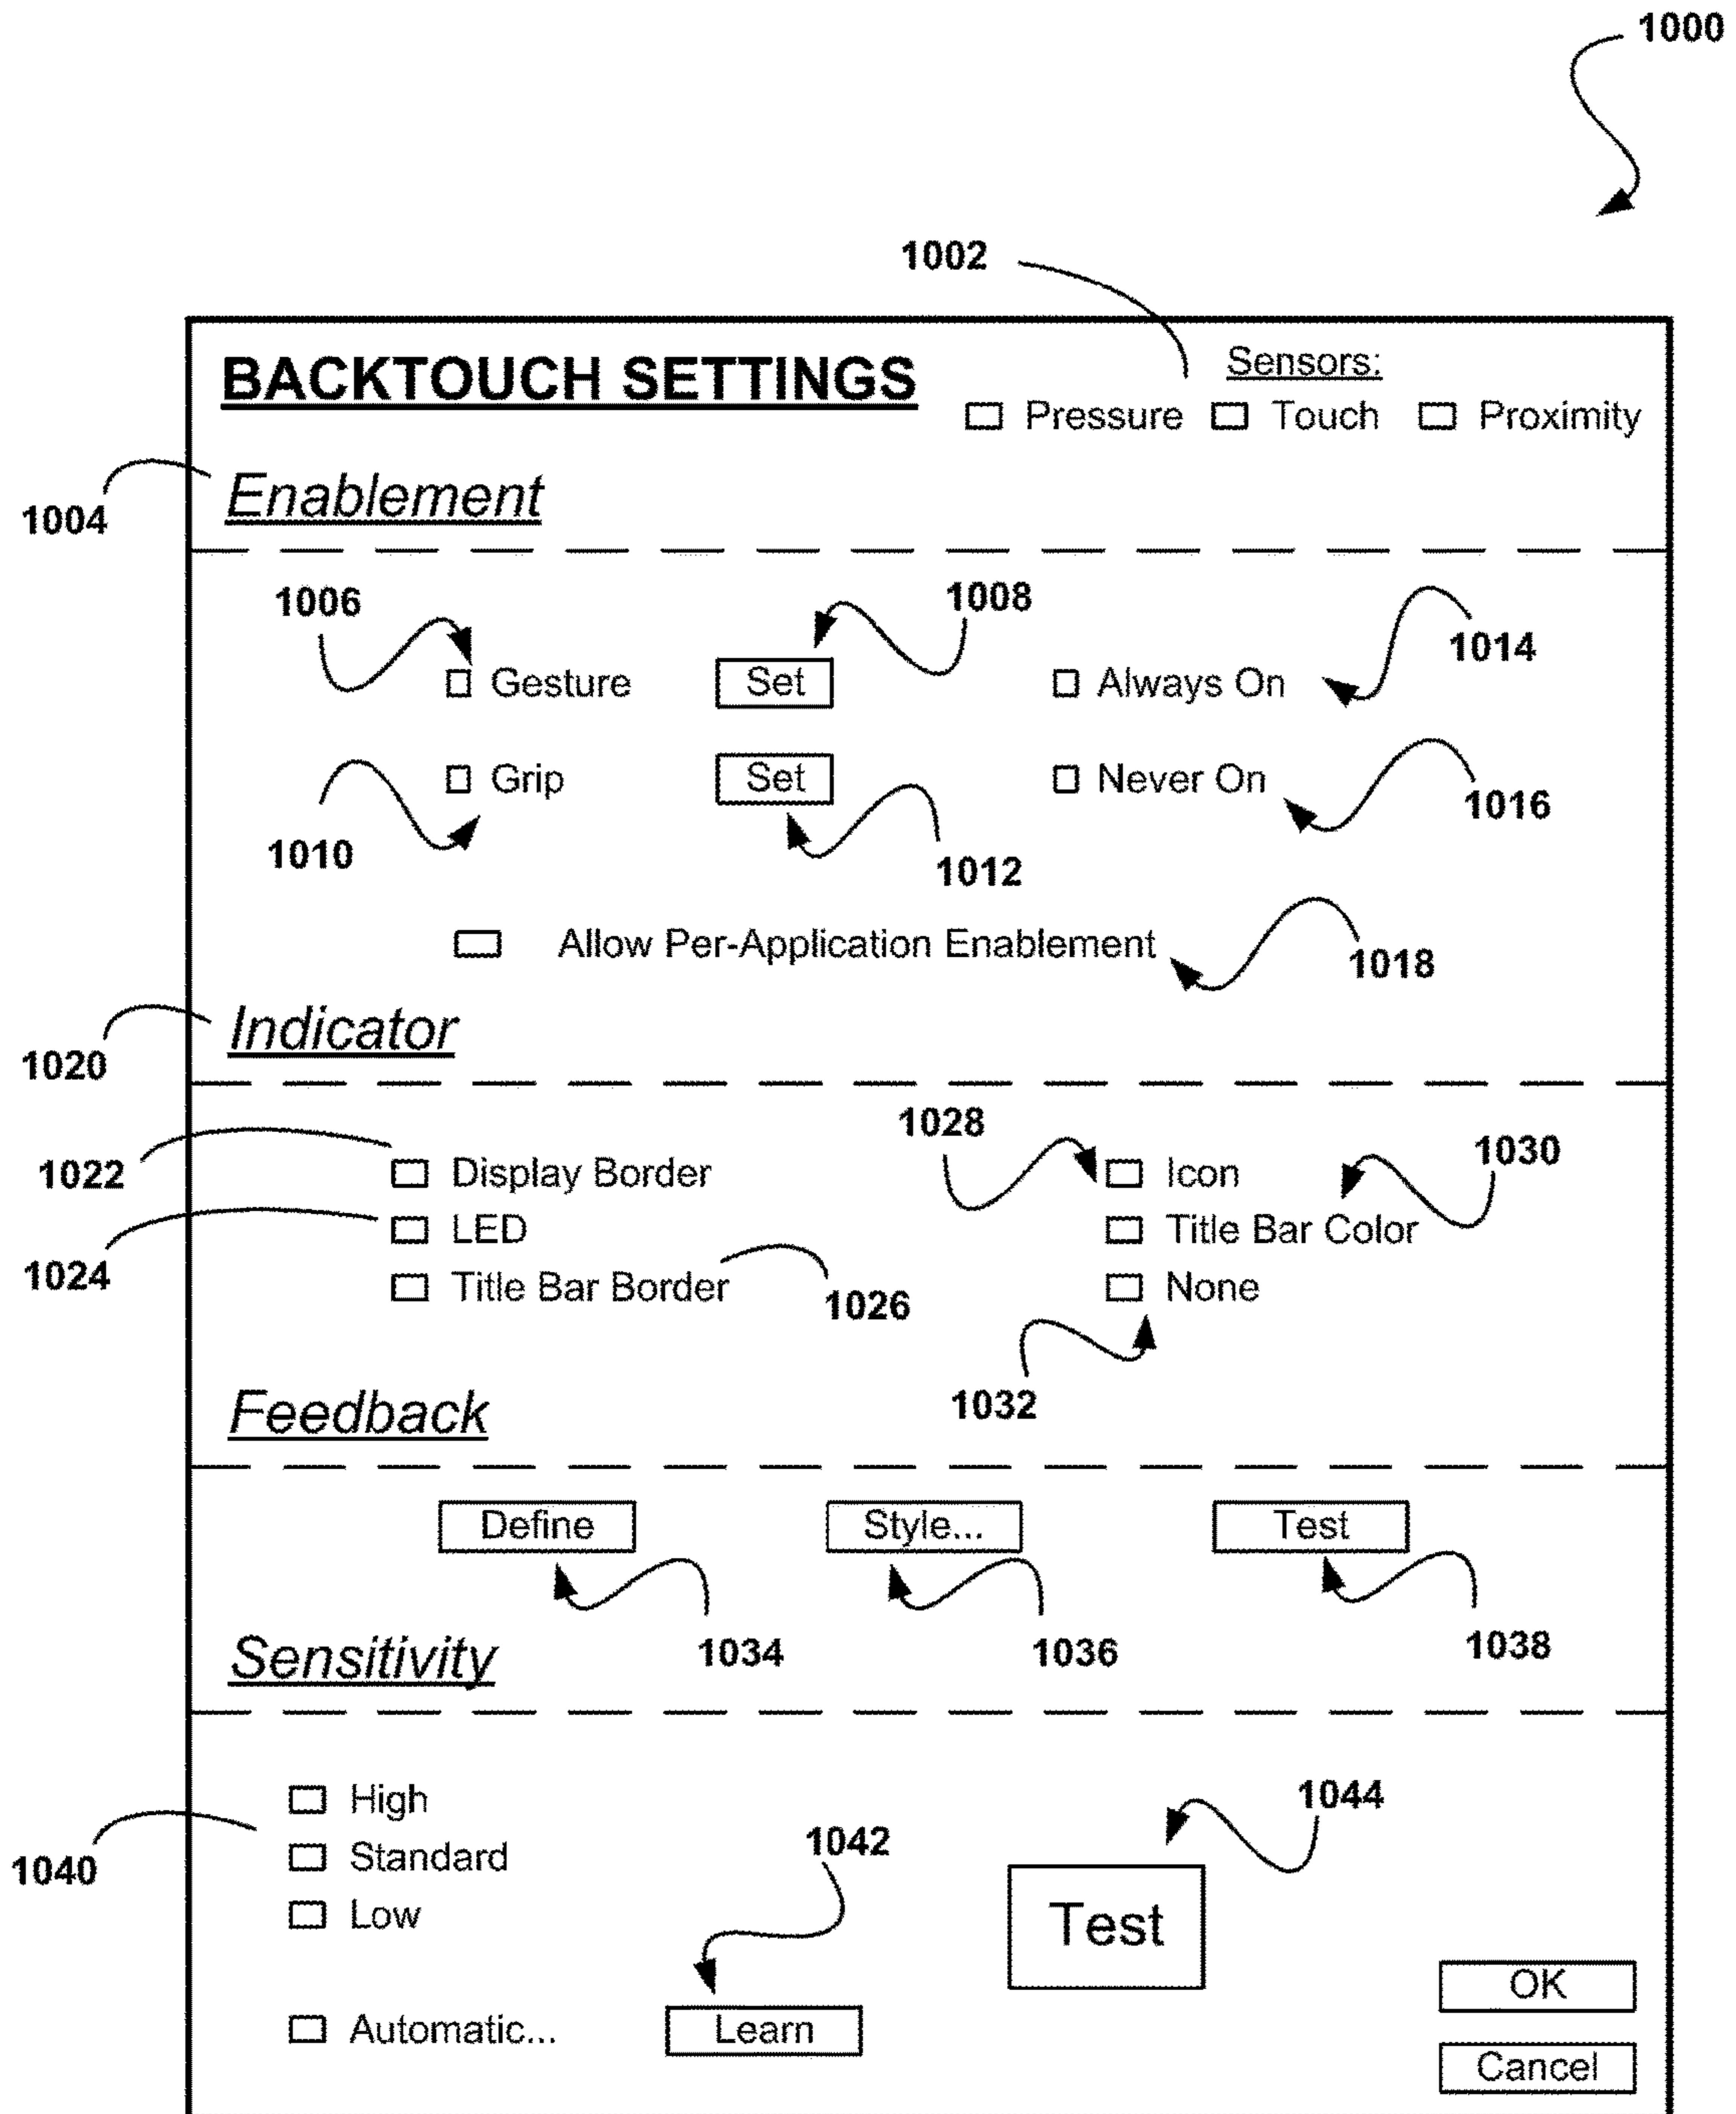 1000
1002
BACKTOUCH SETTINGS
Sensors:
Pressure Touch Proximity
1004
Enablement
1006 1008
1014
Gesture Set Always On
Grip Set Never On
1010 1012 1016
Allow Per-Application Enablement
1018
1020
Indicator
1028 1030
1022
Display Border Icon
LED Title Bar Color
1024
Title Bar Border None
1026
1032
Feedback
Define Style... Test
1034 1036 1038
Sensitivity
High
1044
1040
Standard
1042
Low
Test
OK
Automatic... Learn
Cancel